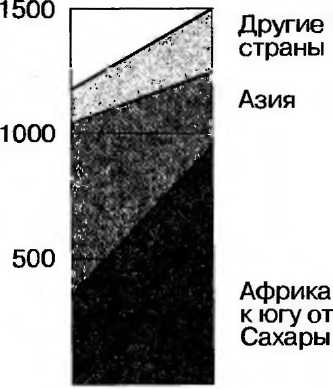 1500
Другие
страны
Азия
1000
500
Африка
к югу от
Сахары